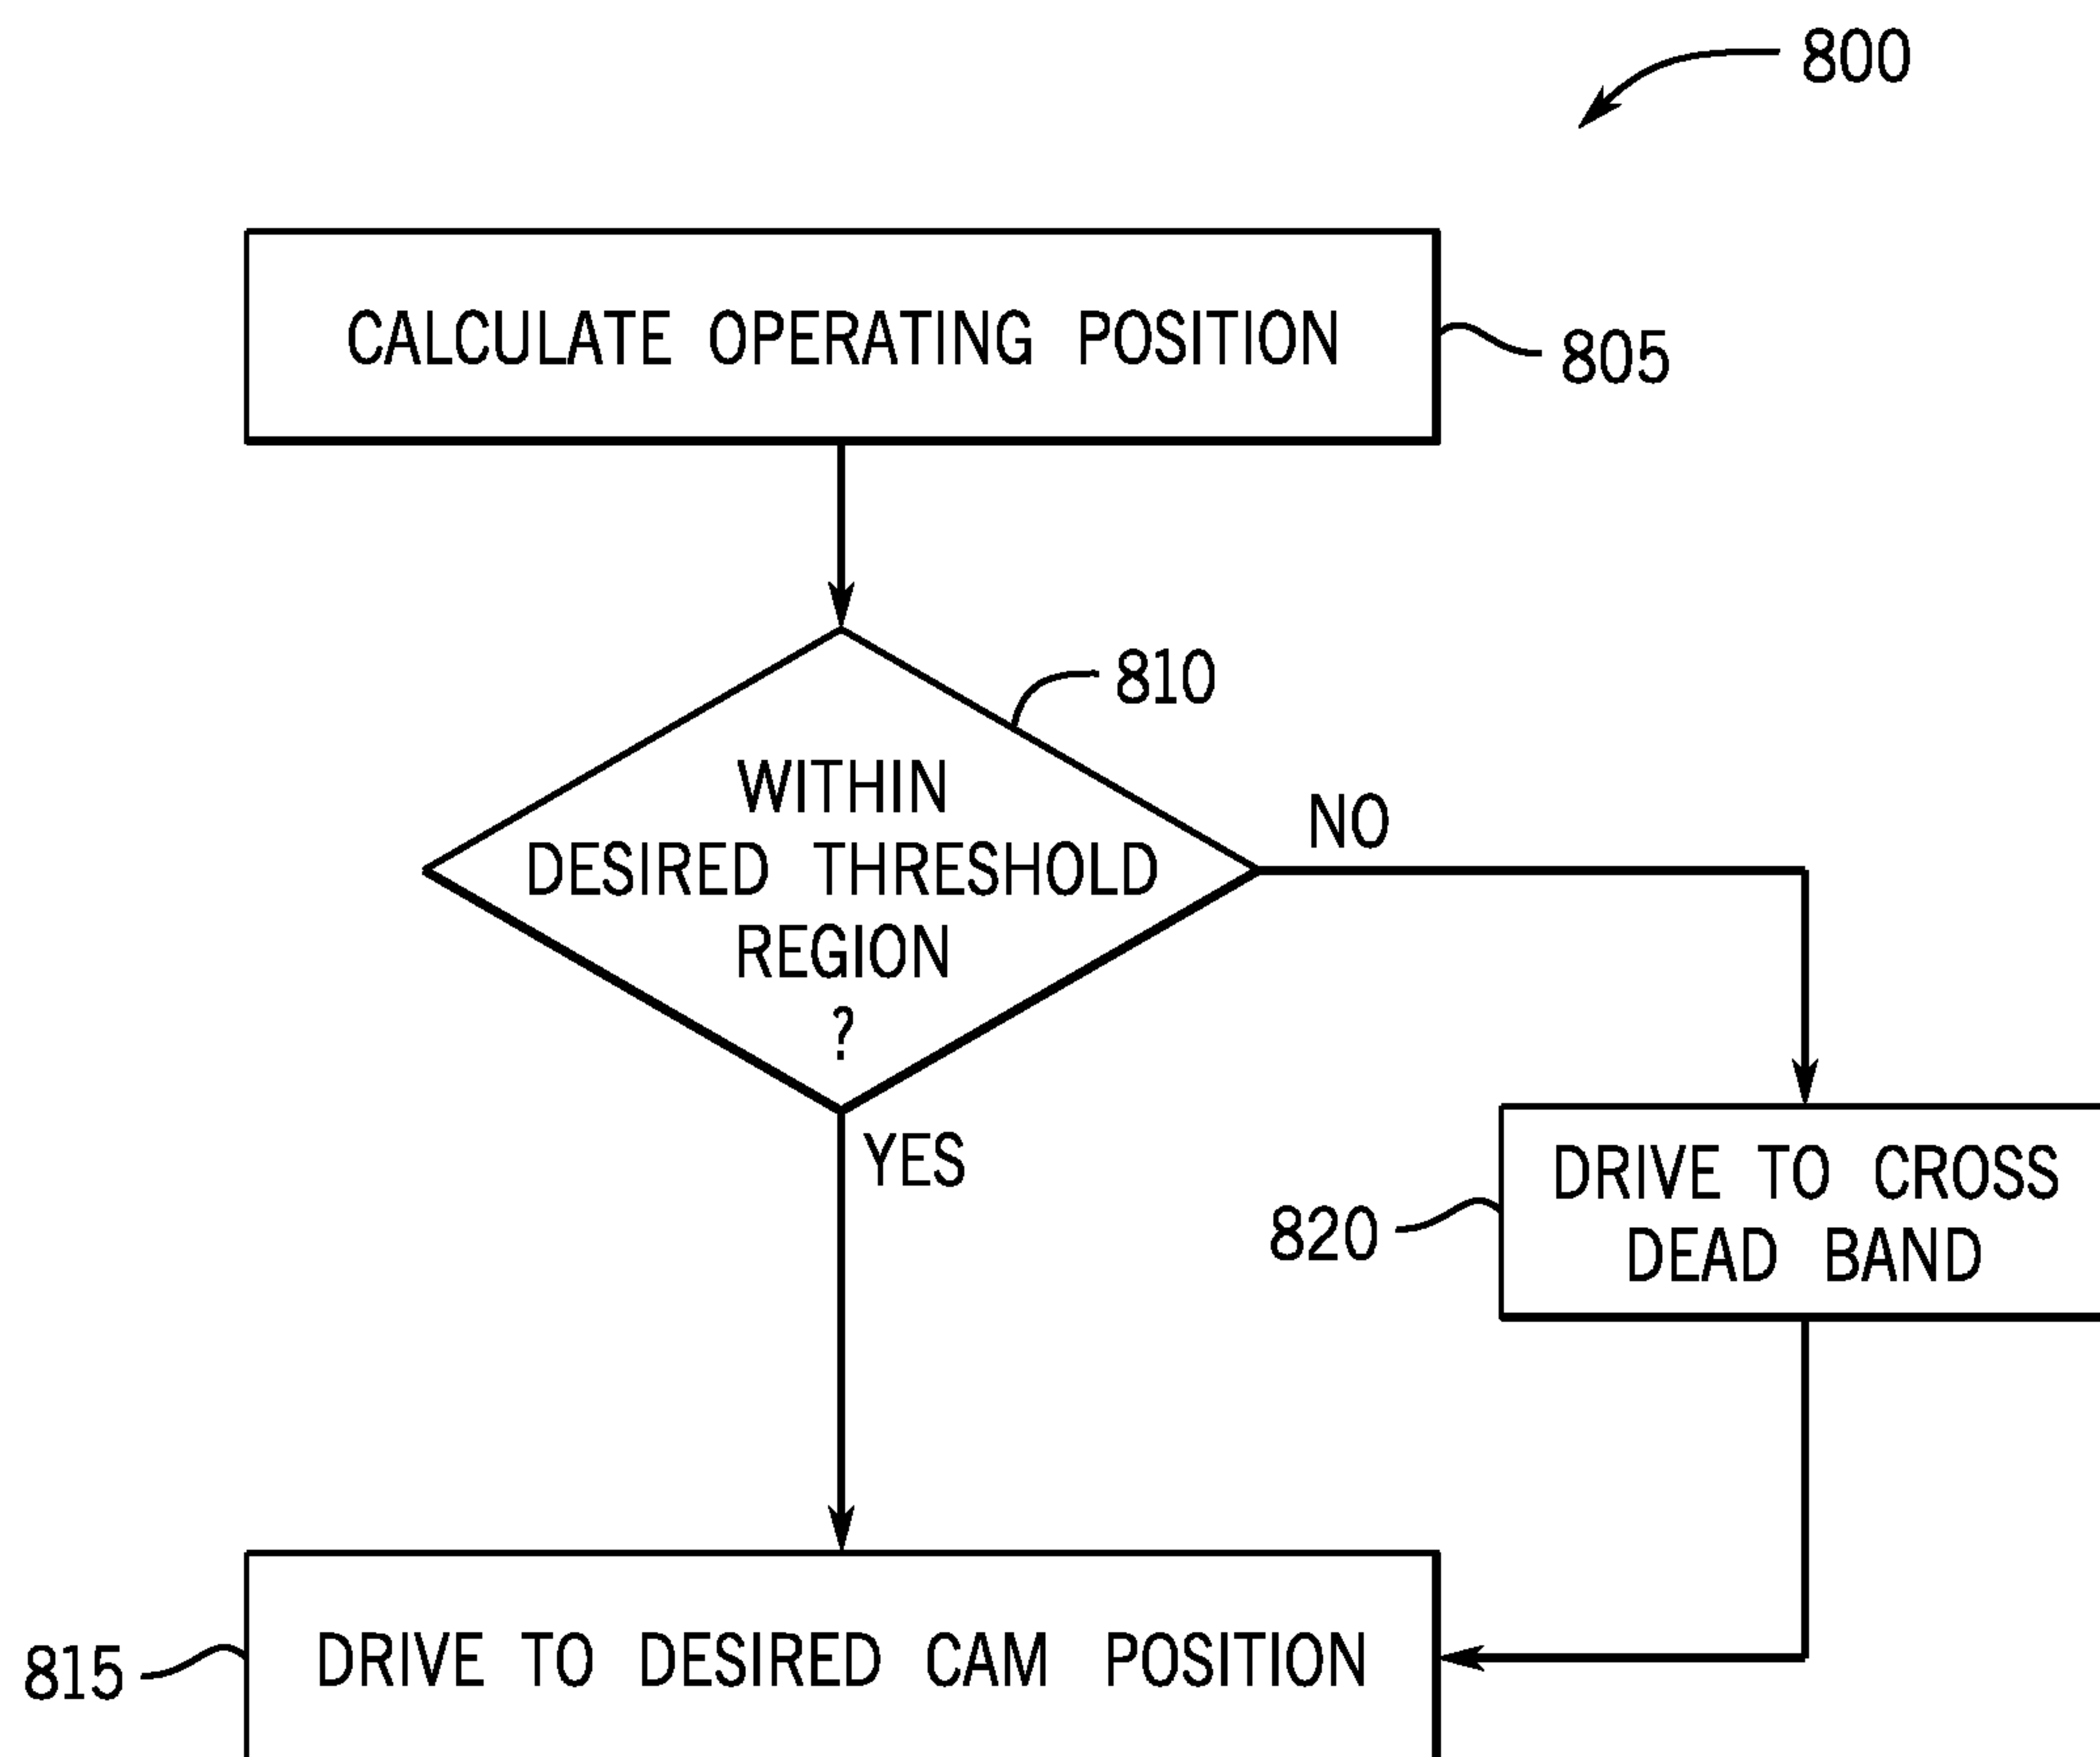 800
CALCULATE OPERATING POSITION
805
810
WITHIN
DESIRED THRESHOLD
REGION
?
NO
YES
DRIVE TO CROSS
DEAD BAND
820
DRIVE TO DESIRED CAM POSITION
815